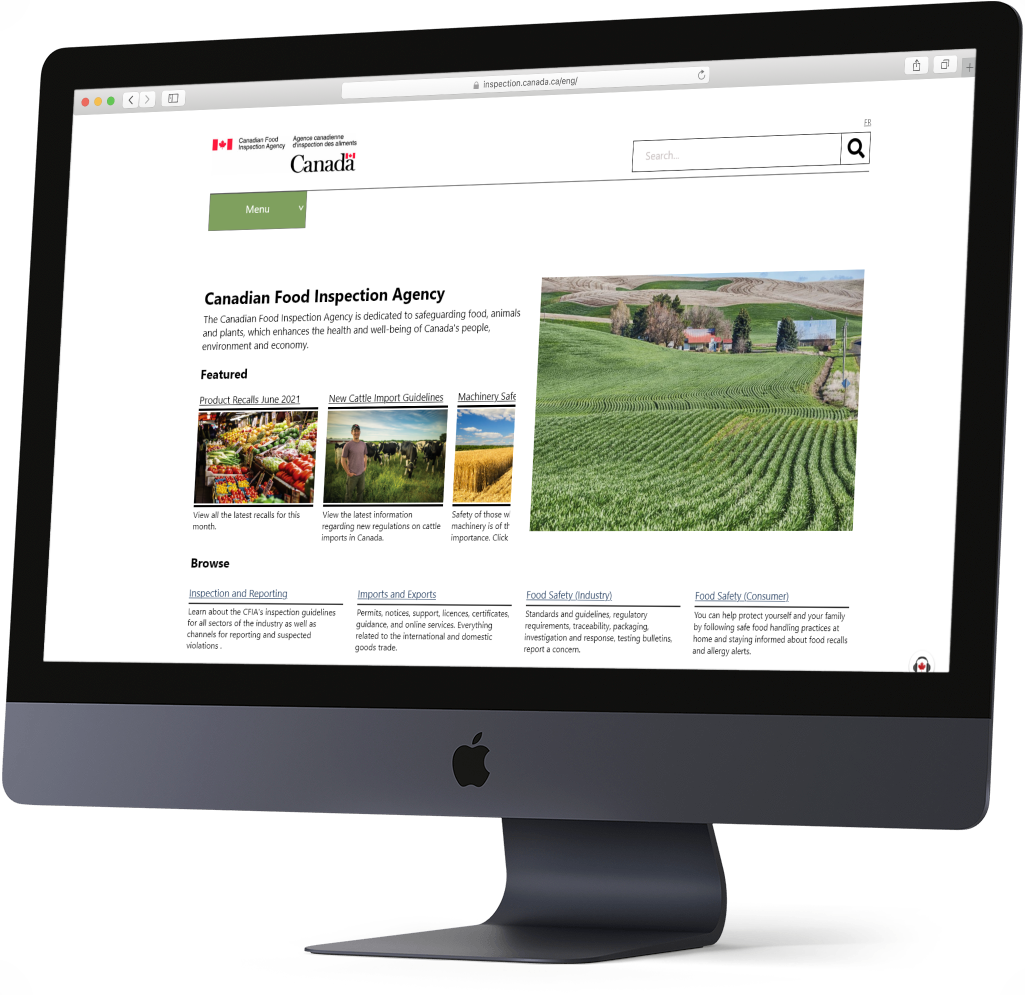 inspection.canada.ca/eng/
FR
Canadian Food
Inspection Agency
Agence canadienne
d'inspection des aliments
Canada
Search...
Menu
Canadian Food Inspection Agency
The Canadian Food Inspection Agency is dedicated to safeguarding food, animals
and plants, which enhances the health and well-being of Canada's people,
environment and economy.
Featured
Product Recalls June 2021
View all the latest recalls for this
month.
New Cattle Import Guidelines
View the latest information
regarding new regulations on cattle
imports in Canada.
Machinery Safe
Safety of those wi
machinery is of th
importance. Click
Browse
Inspection and Reporting
Learn about the CFIA's inspection guidelines
for all sectors of the industry as well as
channels for reporting and suspected
violations .
Imports and Exports
Permits, notices, support, licences, certificates,
guidance, and online services. Everything
related to the international and domestic
goods trade.
Food Safety (Industry)
Standards and guidelines, regulatory
requirements, traceability, packaging,
investigation and response, testing bulletins,
report a concern.
Food Safety (Consumer)
You can help protect yourself and your family
by following safe food handling practices at
home and staying informed about food recalls
and allergy alerts.